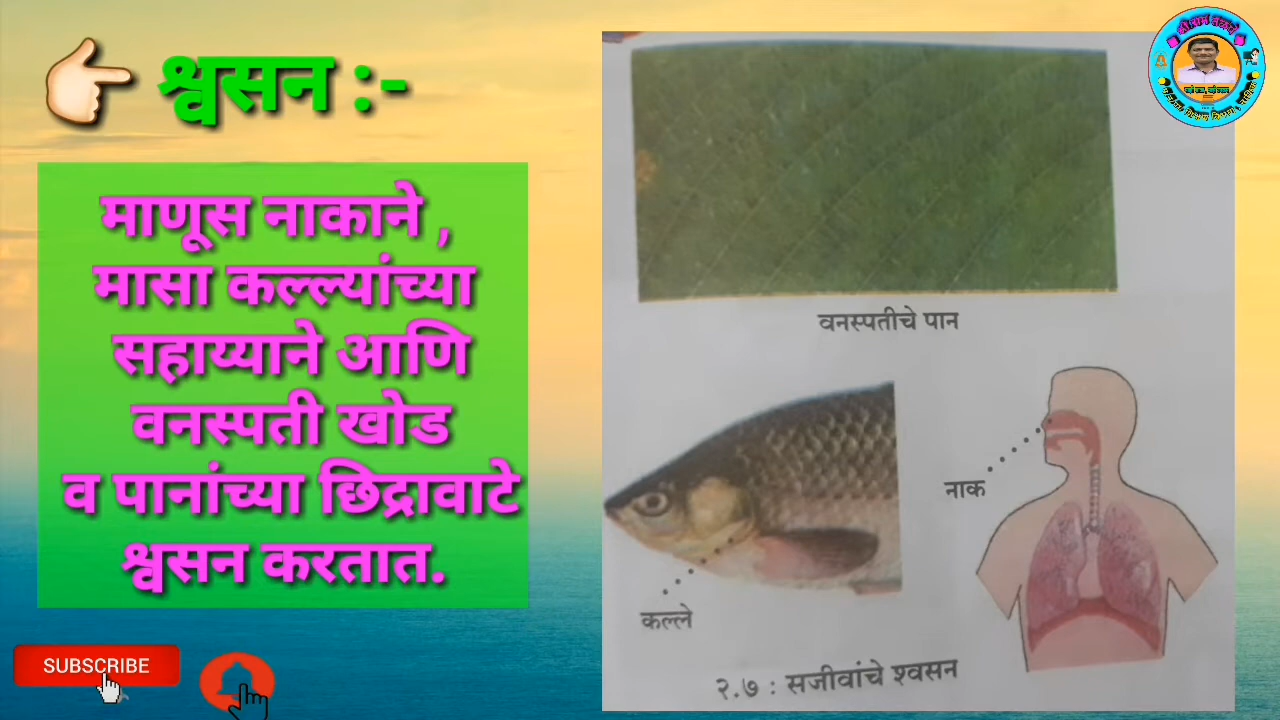 श्वसन :-
माणूस नाकाने ,
मासा कल्ल्यांच्या
सहाय्याने आणि
वनस्पती खोड
व पानांच्या छिद्रावाटे
श्वसन करतात.
SUBSCRIBE
वनस्पतीचे पान
नाक
कल्ले
२.७ : सजीवांचे श्वसन